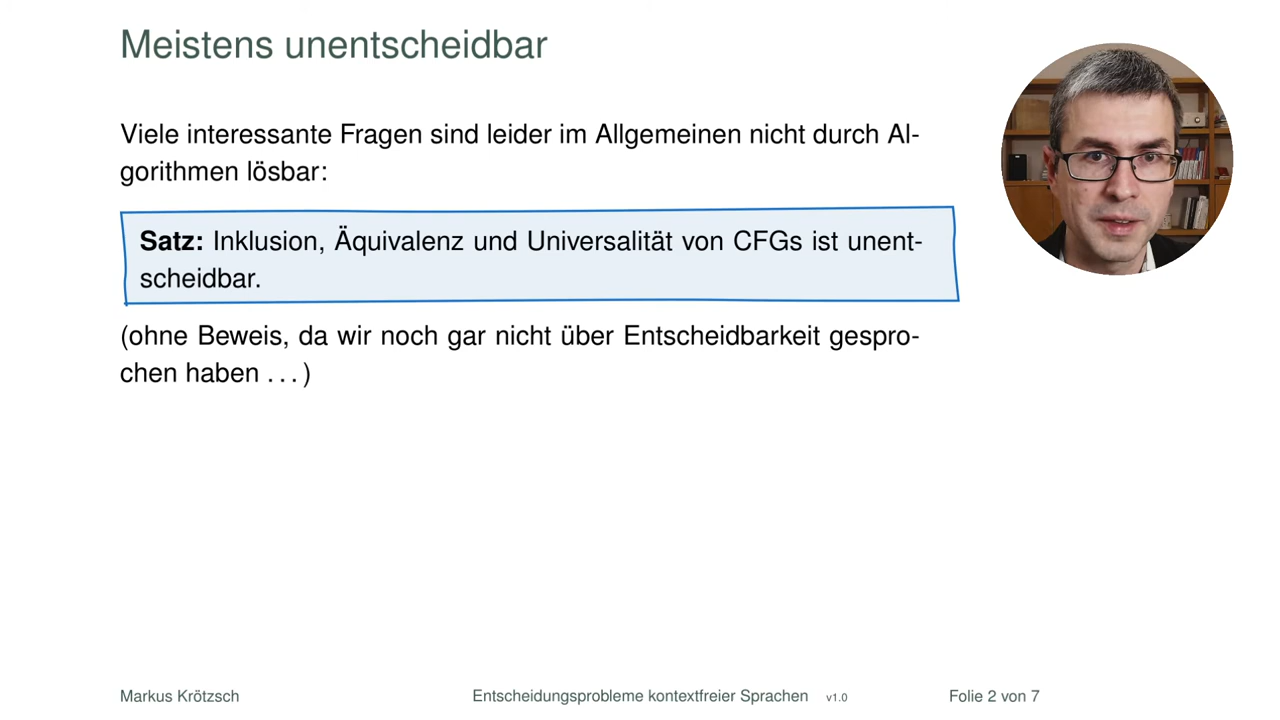 Meistens unentscheidbar
Viele interessante Fragen sind leider im Allgemeinen nicht durch Al-
gorithmen lösbar:
Satz: Inklusion, Äquivalenz und Universalität von CFGs ist unent-
scheidbar.
(ohne Beweis, da wir noch gar nicht über Entscheidbarkeit gespro-
chen haben . . . )
Markus Krötzsch Entscheidungsprobleme kontextfreier Sprachen v1.0 Folie 2 von 7